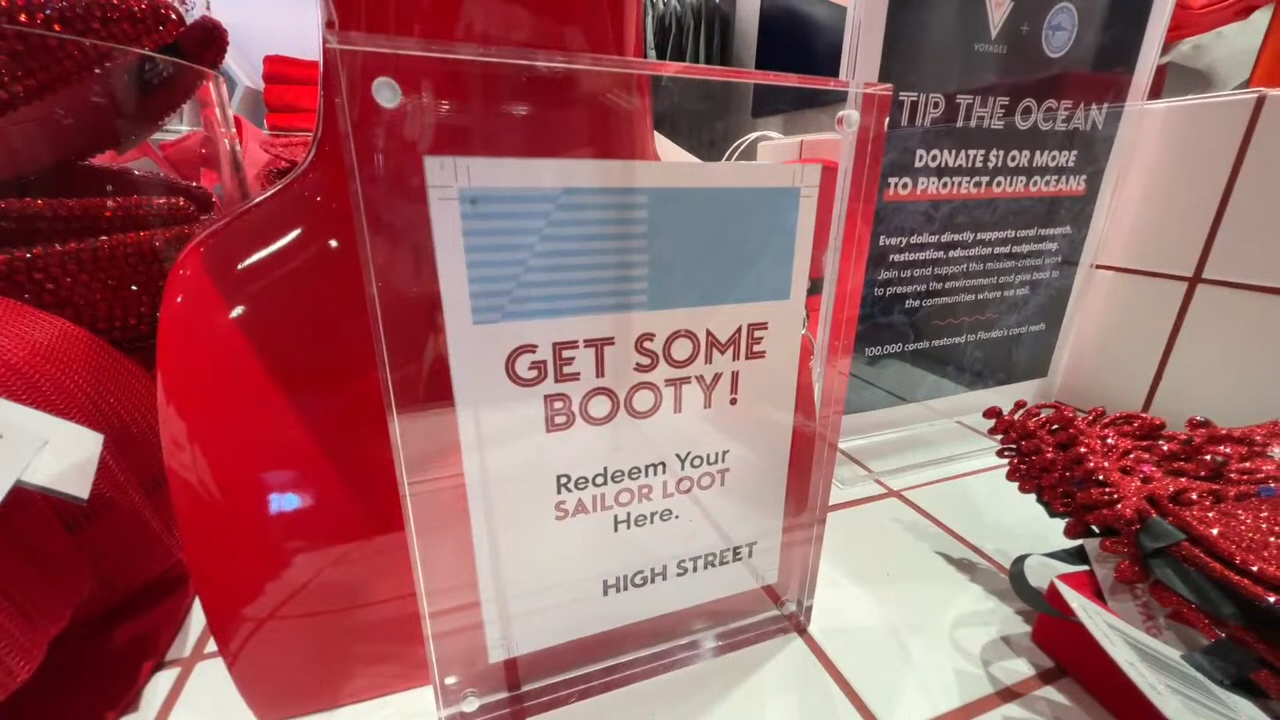 GET SOME
BOOTY!
Redeem Your
SAILOR LOOT
Here.
HIGH STREET
VOYAGES
+
TIP THE OCEAN
DONATE $1 OR MORE
TO PROTECT OUR OCEANS
Every dollar directly supports coral research,
restoration, education and outplanting.
Join us and support this mission-critical work
to preserve the environment and give back to
the communities where we sail.
100,000 corals restored to Florida's coral reefs